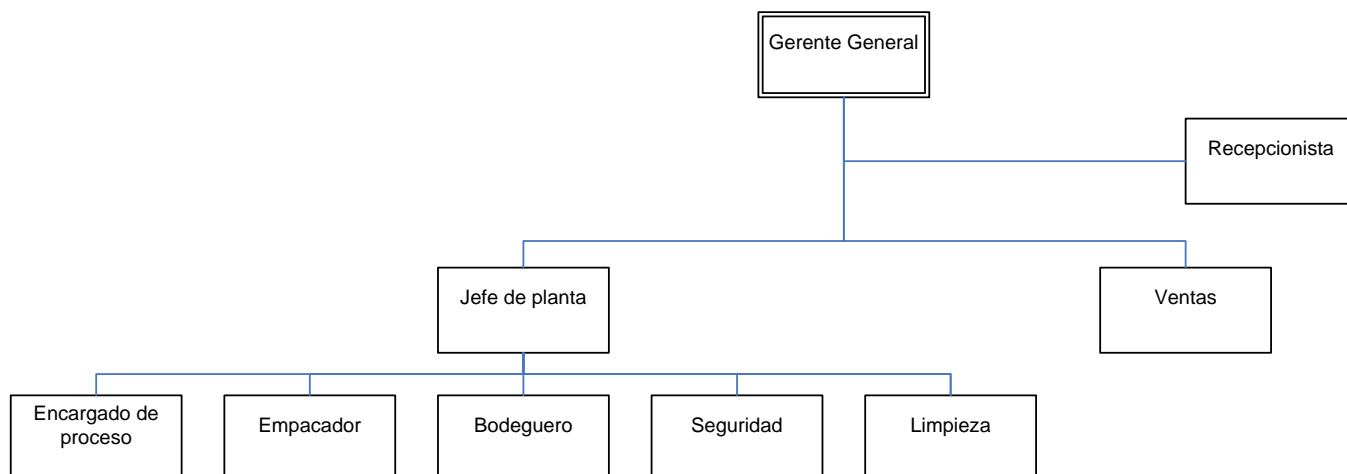 Gerente General
Recepcionista
Jefe de planta
Ventas
Encargado de
proceso
Empacador
Bodeguero
Seguridad
Limpieza